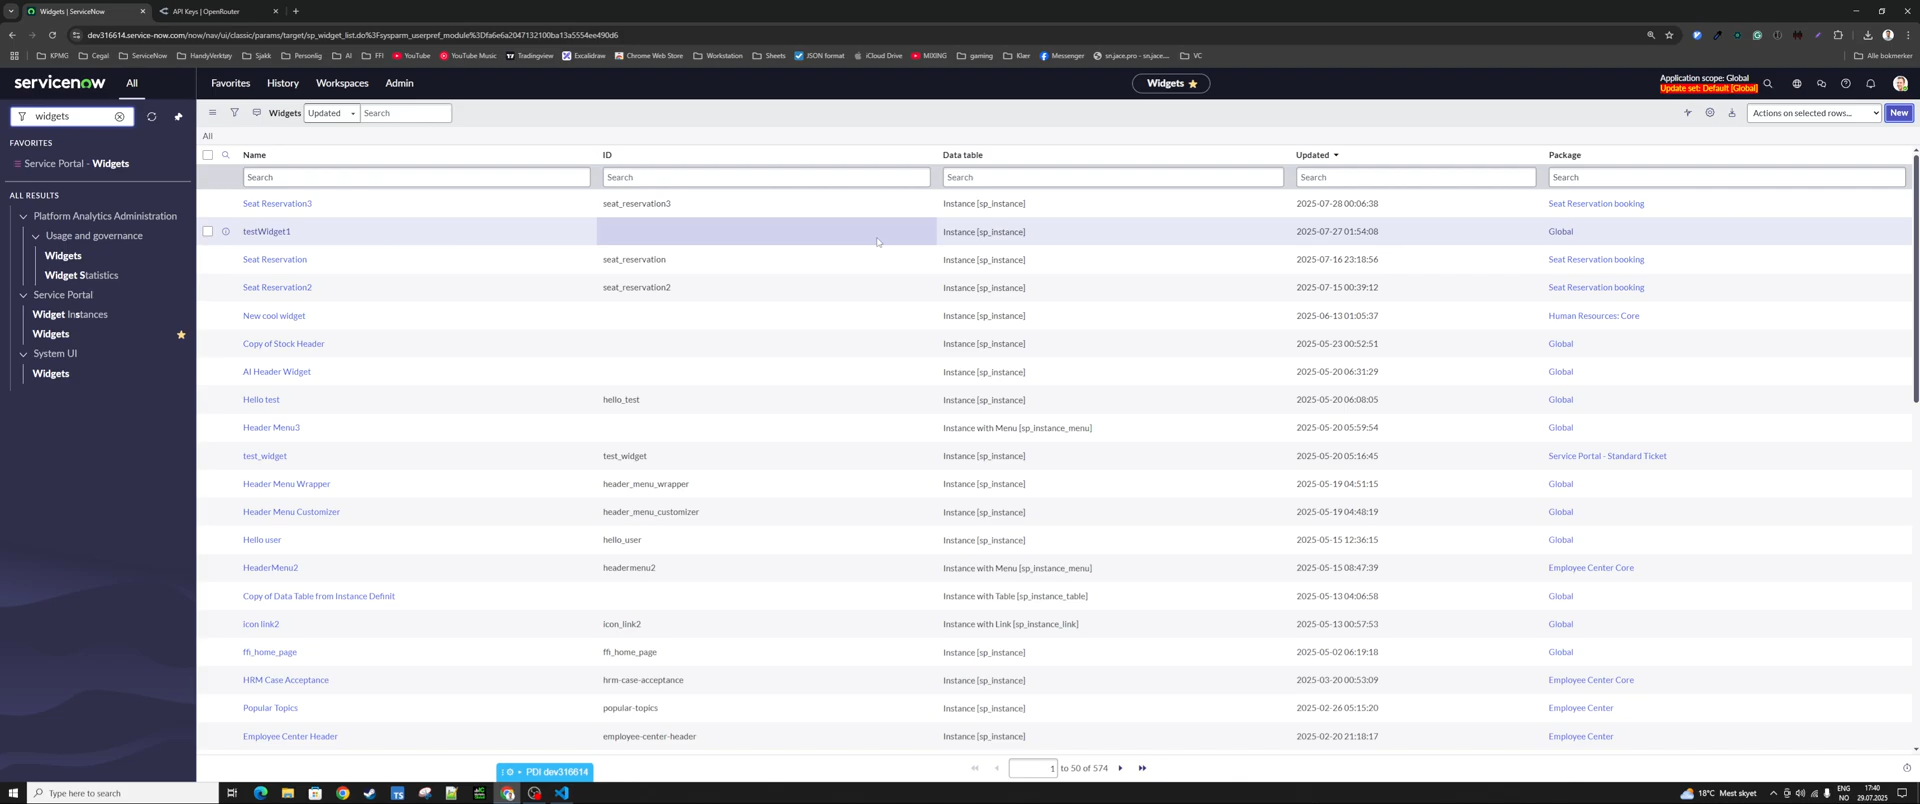 Widgets | ServiceNow
API Keys | OpenRouter
dev316614.service-now.com/now/nav/ui/classic/params/target/sp_widget_list.do%3Fsysparm_userpref_module%3Dfa6e6a2047132100ba13a5554ee490d6
KPMG
Cegal
ServiceNow
HandyVerktøy
Sjakk
Personlig
AI
FFI
YouTube
YouTube Music
Tradingview
Excalidraw
Chrome Web Store
Workstation
Sheets
JSON format
iCloud Drive
MIXING
gaming
Klær
Messenger
sn.jace.pro - sn.jace....
VC
Alle bokmerker
servicenow
All
Favorites
History
Workspaces
Admin
Widgets
Application scope: Global
Update set: Default [Global]
widgets
Widgets
Updated
Search
Actions on selected rows...
New
FAVORITES
Service Portal - Widgets
ALL RESULTS
Platform Analytics Administration
Usage and governance
Widgets
Widget Statistics
Service Portal
Widget Instances
Widgets
System UI
Widgets
All
Name ID Data table Updated Package
Search Search Search Search Search
Seat Reservation3 seat_reservation3 Instance [sp_instance] 2025-07-28 00:06:38 Seat Reservation booking
testWidget1 Instance [sp_instance] 2025-07-27 01:54:08 Global
Seat Reservation seat_reservation Instance [sp_instance] 2025-07-16 23:18:56 Seat Reservation booking
Seat Reservation2 seat_reservation2 Instance [sp_instance] 2025-07-15 00:39:12 Seat Reservation booking
New cool widget Instance [sp_instance] 2025-06-13 01:05:37 Human Resources: Core
Copy of Stock Header Instance [sp_instance] 2025-05-23 00:52:51 Global
AI Header Widget Instance [sp_instance] 2025-05-20 06:31:29 Global
Hello test hello_test Instance [sp_instance] 2025-05-20 06:08:05 Global
Header Menu3 Instance with Menu [sp_instance_menu] 2025-05-20 05:59:54 Global
test_widget test_widget Instance [sp_instance] 2025-05-20 05:16:45 Service Portal - Standard Ticket
Header Menu Wrapper header_menu_wrapper Instance [sp_instance] 2025-05-19 04:51:15 Global
Header Menu Customizer header_menu_customizer Instance [sp_instance] 2025-05-19 04:48:19 Global
Hello user hello_user Instance [sp_instance] 2025-05-15 12:36:15 Global
HeaderMenu2 headermenu2 Instance with Menu [sp_instance_menu] 2025-05-15 08:47:39 Employee Center Core
Copy of Data Table from Instance Definit Instance with Table [sp_instance_table] 2025-05-13 04:06:58 Global
icon link2 icon_link2 Instance with Link [sp_instance_link] 2025-05-13 00:57:53 Global
ffi_home_page ffi_home_page Instance [sp_instance] 2025-05-02 06:19:18 Global
HRM Case Acceptance hrm-case-acceptance Instance [sp_instance] 2025-03-20 00:53:09 Employee Center Core
Popular Topics popular-topics Instance [sp_instance] 2025-02-26 05:15:20 Employee Center
Employee Center Header employee-center-header Instance [sp_instance] 2025-02-20 21:18:17 Employee Center
1 to 50 of 574
PDI dev316614
Type here to search
18°C Mest skyet
ENG
NO
17:40
29.07.2025